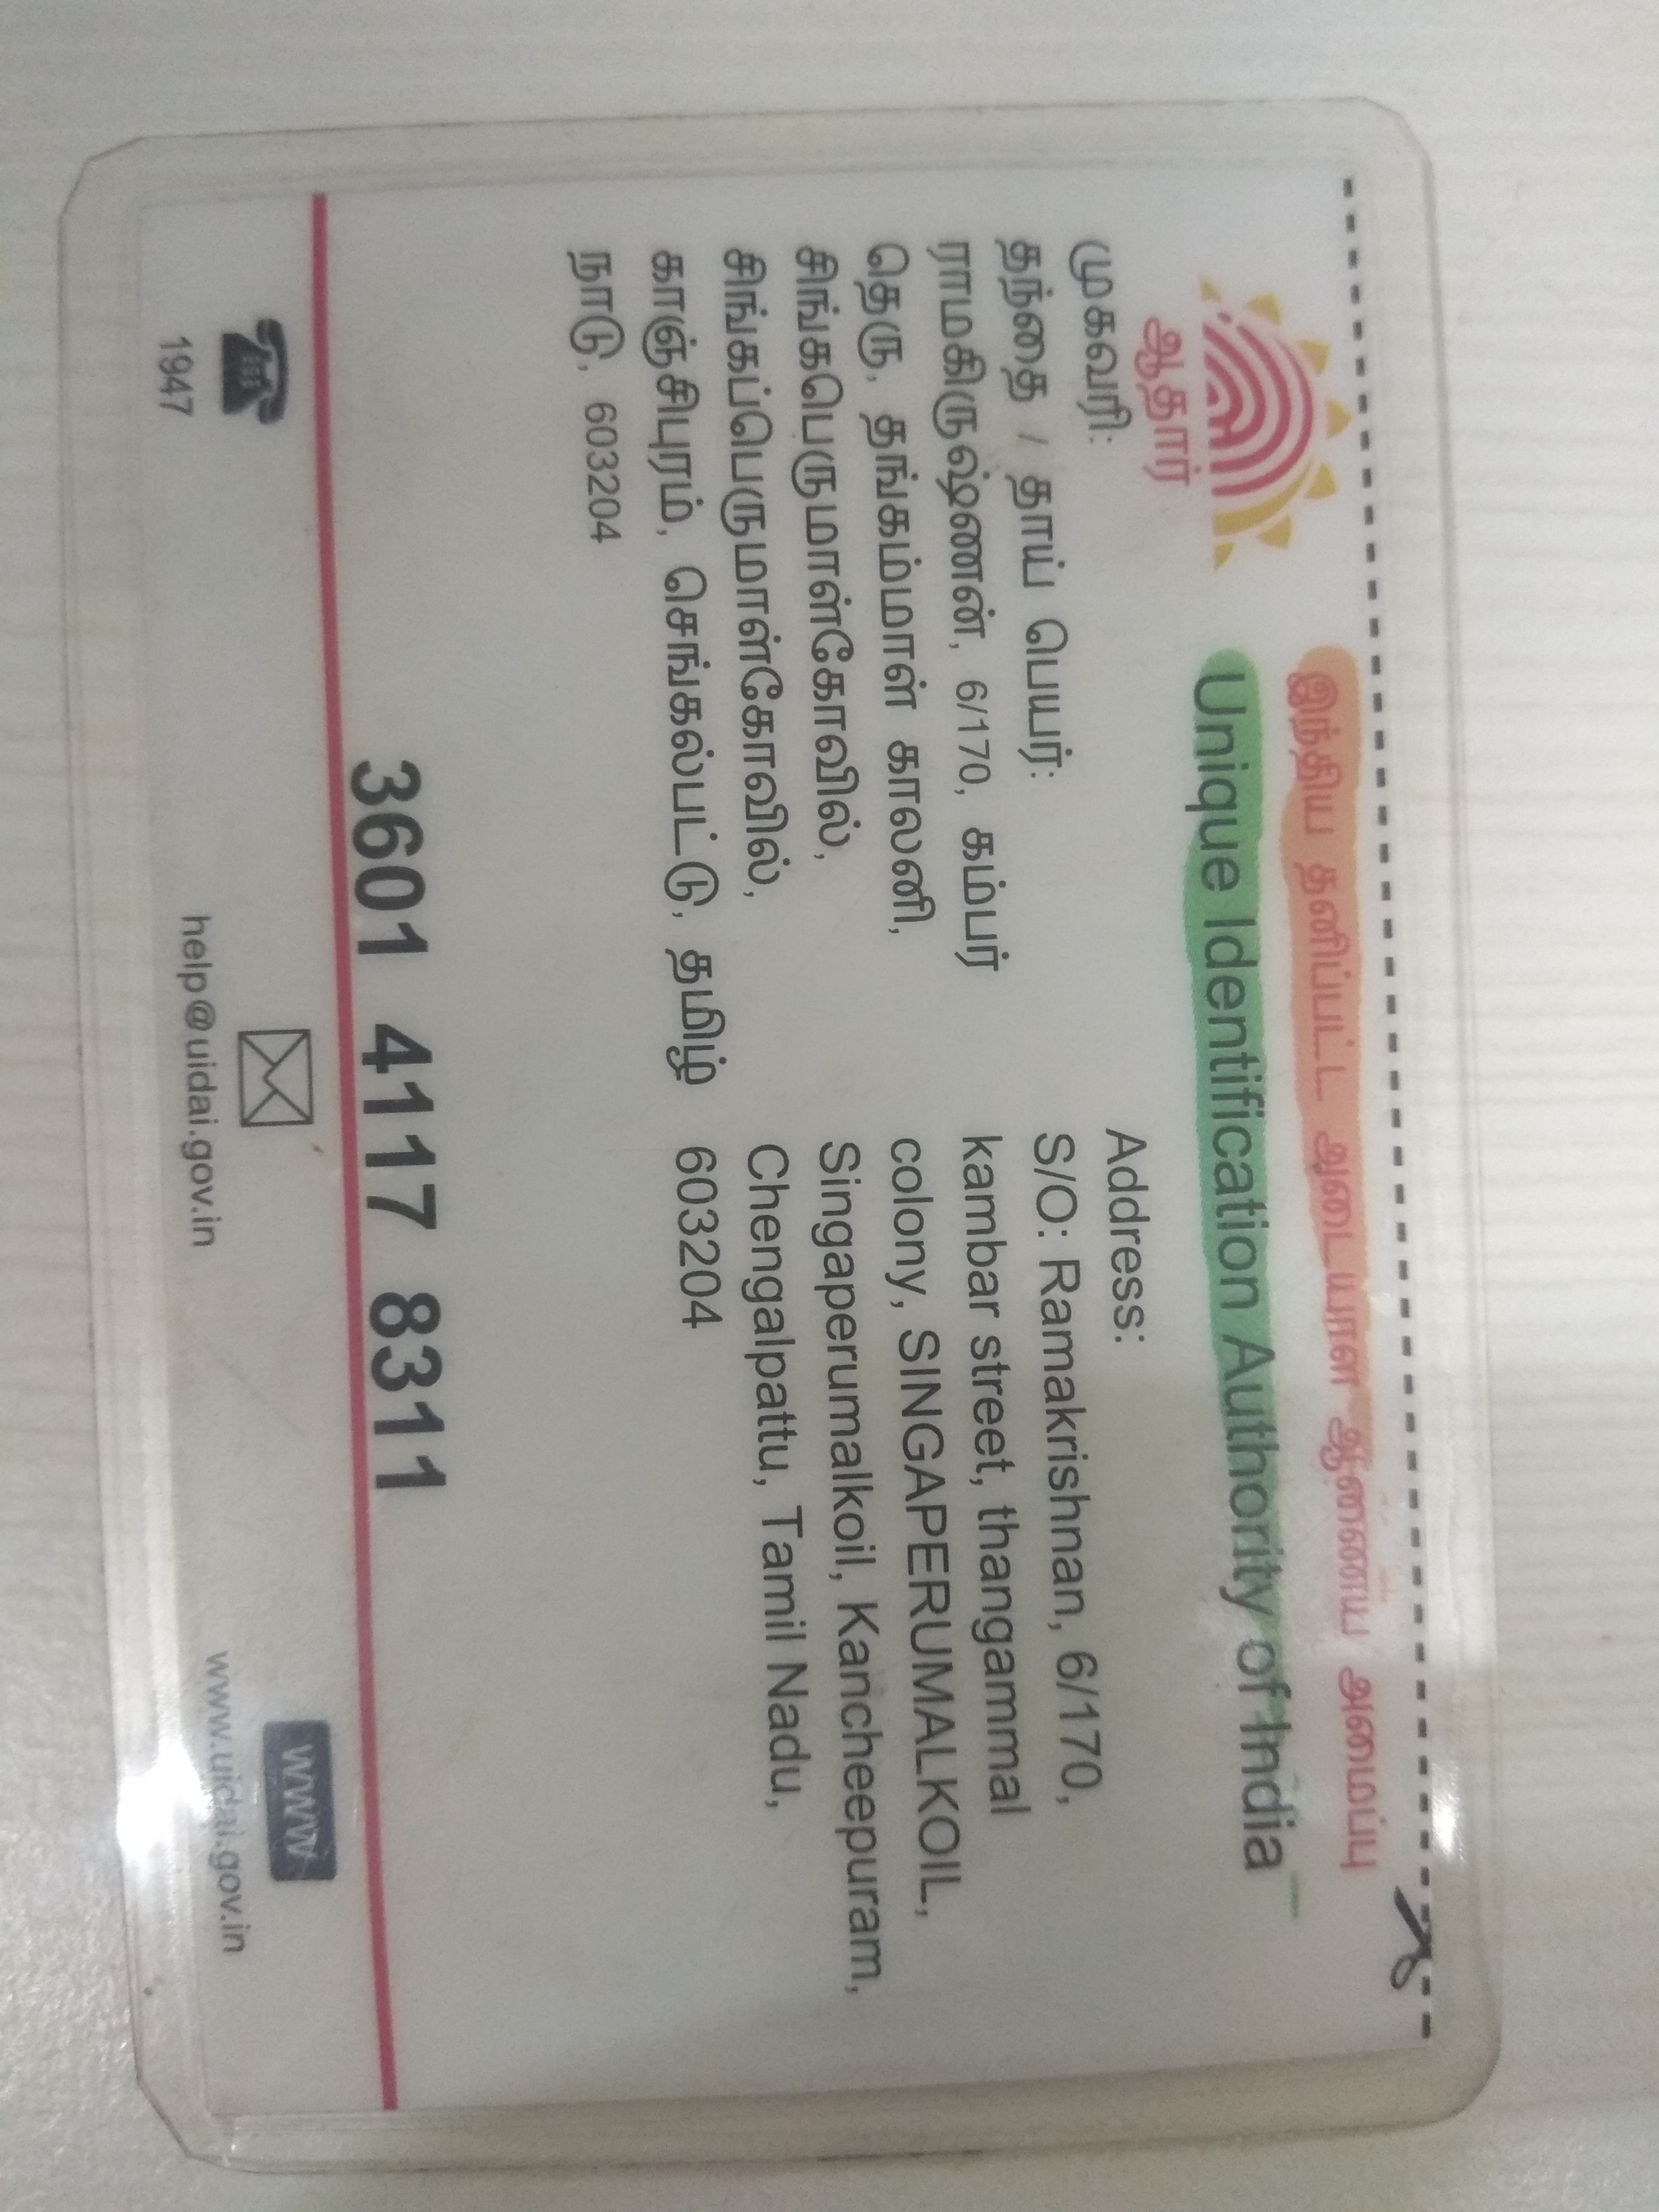 இந்திய தனிப்பட்ட அடையாள ஆணைய அமைப்பு
Unique Identification Authority of India
ஆதார்
முகவரி:
தந்தை / தாய் பெயர்:
ராமகிருஷ்ணன், 6/170, கம்பர்
தெரு, தங்கம்மாள் காலனி,
சிங்கபெருமாள்கோவில்,
சிங்கப்பெருமாள்கோவில்,
காஞ்சிபுரம், செங்கல்பட்டு, தமிழ்
நாடு, 603204
Address:
S/O: Ramakrishnan, 6/170,
kambar street, thangammal
colony, SINGAPERUMALKOIL,
Singaperumalkoil, Kancheepuram,
Chengalpattu, Tamil Nadu,
603204
3601 4117 8311
1947
help@uidai.gov.in
www
www.uidai.gov.in